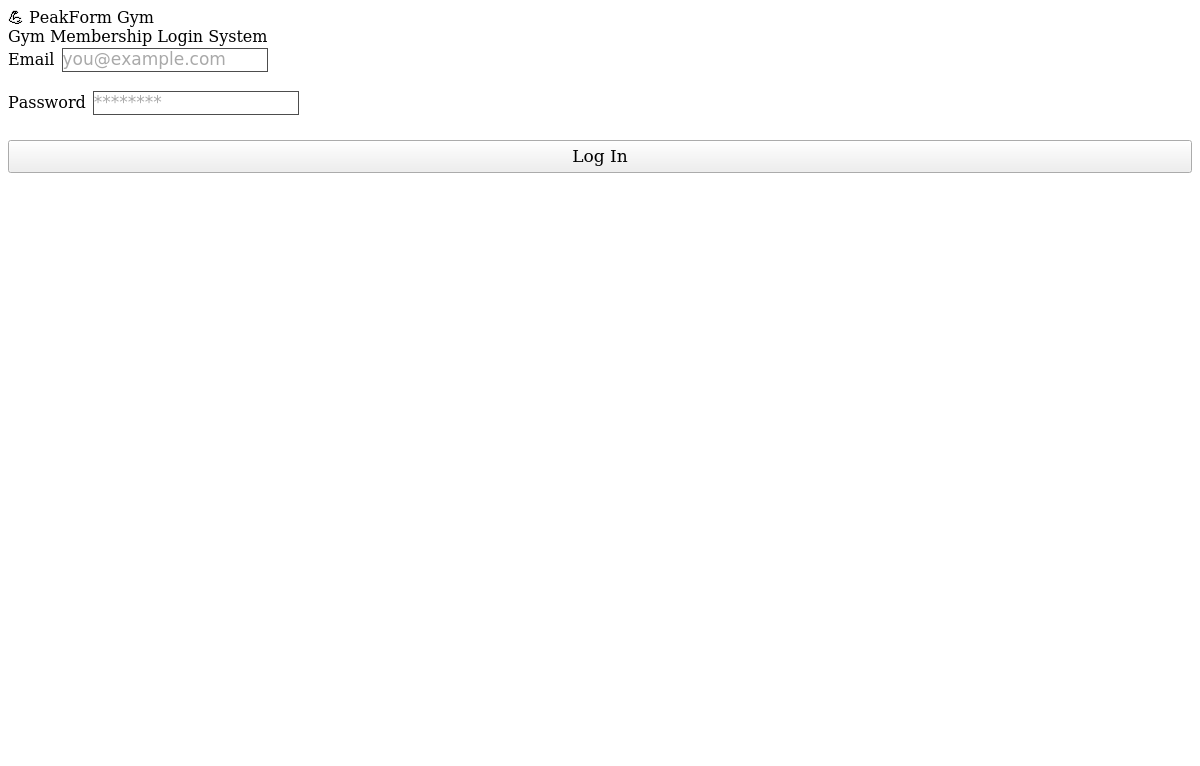 💪 PeakForm Gym
Gym Membership Login System
Email you@example.com
Password ********
Log In